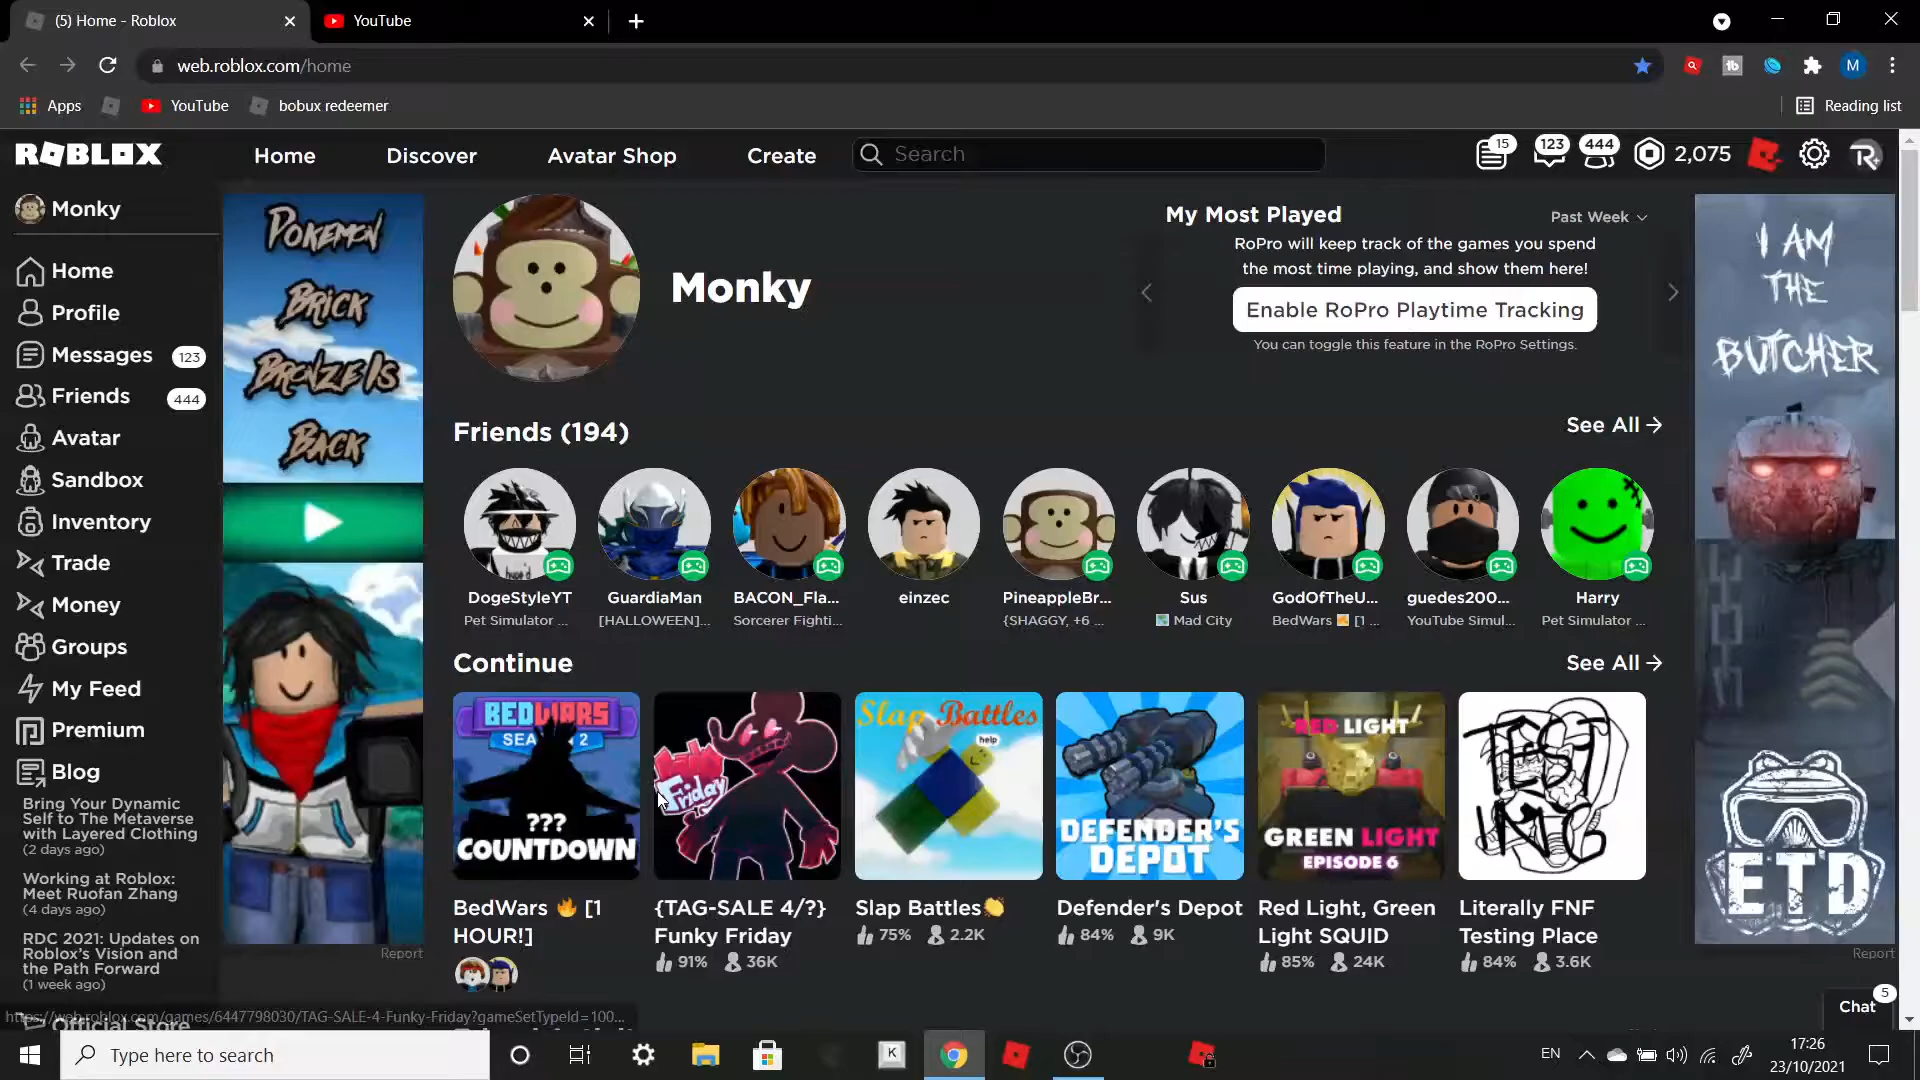 (5) Home - Roblox
YouTube
web.roblox.com/home
M
Apps
YouTube
bobux redeemer
Reading list
ROBLOX
Home
Discover
Avatar Shop
Create
Search
15
123
444
2,075
Monky
Home
Profile
Messages
123
Friends
444
Avatar
Sandbox
Inventory
Trade
Money
Groups
My Feed
Premium
Blog
Bring Your Dynamic
Self to The Metaverse
with Layered Clothing
(2 days ago)
Working at Roblox:
Meet Ruofan Zhang
(4 days ago)
RDC 2021: Updates on
Roblox's Vision and
the Path Forward
(1 week ago)
Official Store
POKEMON
BRICK
BRONZE IS
BACK
Report
Monky
My Most Played
Past Week
RoPro will keep track of the games you spend
the most time playing, and show them here!
Enable RoPro Playtime Tracking
You can toggle this feature in the RoPro Settings.
Friends (194)
See All
DogeStyleYT
Pet Simulator ...
GuardiaMan
[HALLOWEEN]...
BACON_Fla...
Sorcerer Fighti...
einzec
PineappleBr...
{SHAGGY, +6 ...
Sus
Mad City
GodOfTheU...
BedWars 🔥 [1 ...
guedes200...
YouTube Simul...
Harry
Pet Simulator ...
Continue
See All
BEDWARS
SEA 2
???
COUNTDOWN
Friday
Slap Battles
help
DEFENDER'S
DEPOT
RED LIGHT
GREEN LIGHT
EPISODE 6
TESTING
BedWars 🔥 [1
HOUR!]
{TAG-SALE 4/?}
Funky Friday
91% 36K
Slap Battles👏
75% 2.2K
Defender's Depot
84% 9K
Red Light, Green
Light SQUID
85% 24K
Literally FNF
Testing Place
84% 3.6K
I AM
THE
BUTCHER
ETD
Report
Chat
5
https://web.roblox.com/games/6447798030/TAG-SALE-4-Funky-Friday?gameSetTypeId=100...
Type here to search
K
EN
17:26
23/10/2021